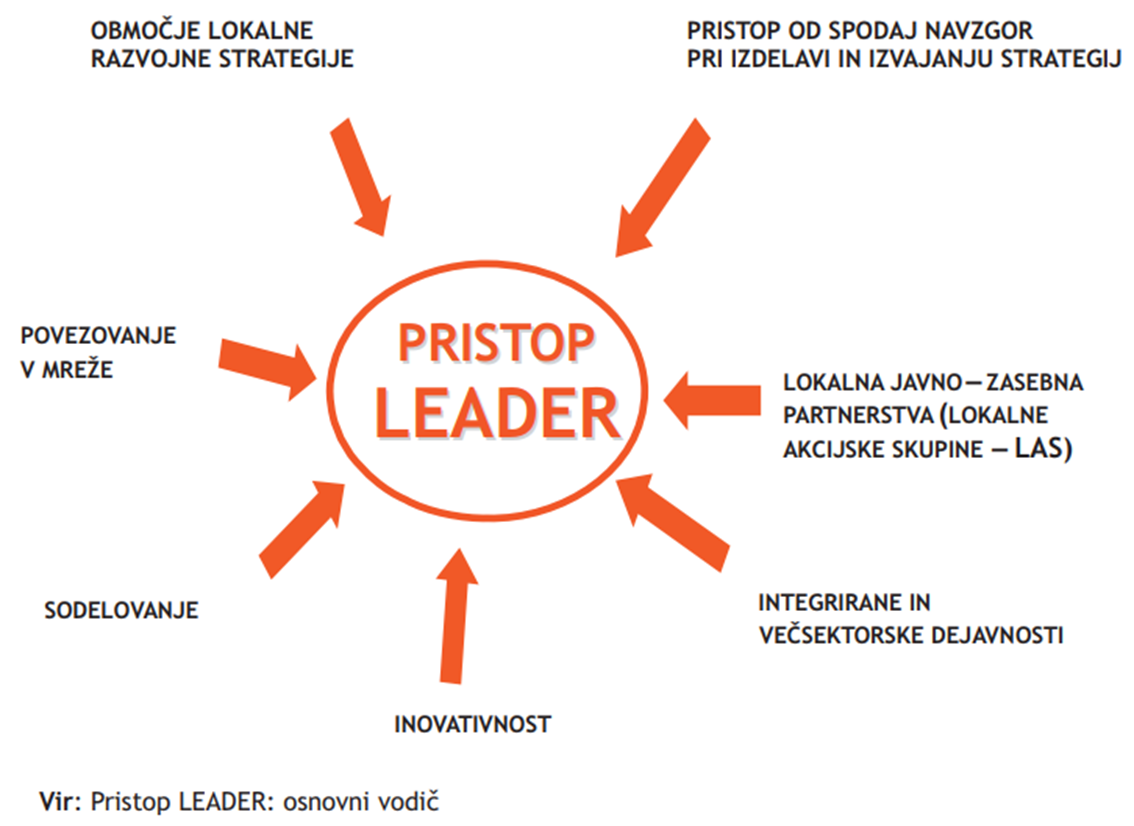 OBMOČJE LOKALNE
RAZVOJNE STRATEGIJE
PRISTOP OD SPODAJ NAVZGOR
PRI IZDELAVI IN IZVAJANJU STRATEGIJ
POVEZOVANJE
V MREŽE
PRISTOP
LEADER
LOKALNA JAVNO – ZASEBNA
PARTNERSTVA (LOKALNE
AKCIJSKE SKUPINE – LAS)
SODELOVANJE
INTEGRIRANE IN
VEČSEKTORSKE DEJAVNOSTI
INOVATIVNOST
Vir: Pristop LEADER: osnovni vodič